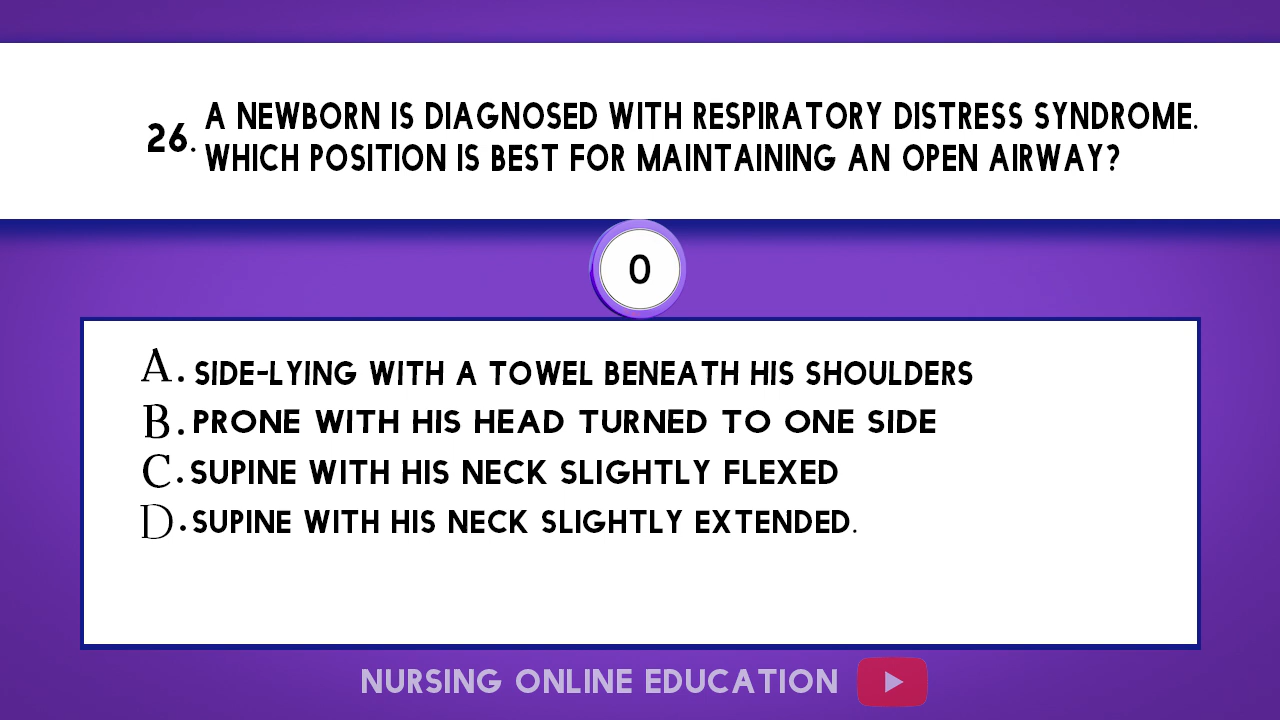 26. A NEWBORN IS DIAGNOSED WITH RESPIRATORY DISTRESS SYNDROME.
WHICH POSITION IS BEST FOR MAINTAINING AN OPEN AIRWAY?
0
A. SIDE-LYING WITH A TOWEL BENEATH HIS SHOULDERS
B. PRONE WITH HIS HEAD TURNED TO ONE SIDE
C. SUPINE WITH HIS NECK SLIGHTLY FLEXED
D. SUPINE WITH HIS NECK SLIGHTLY EXTENDED.
NURSING ONLINE EDUCATION